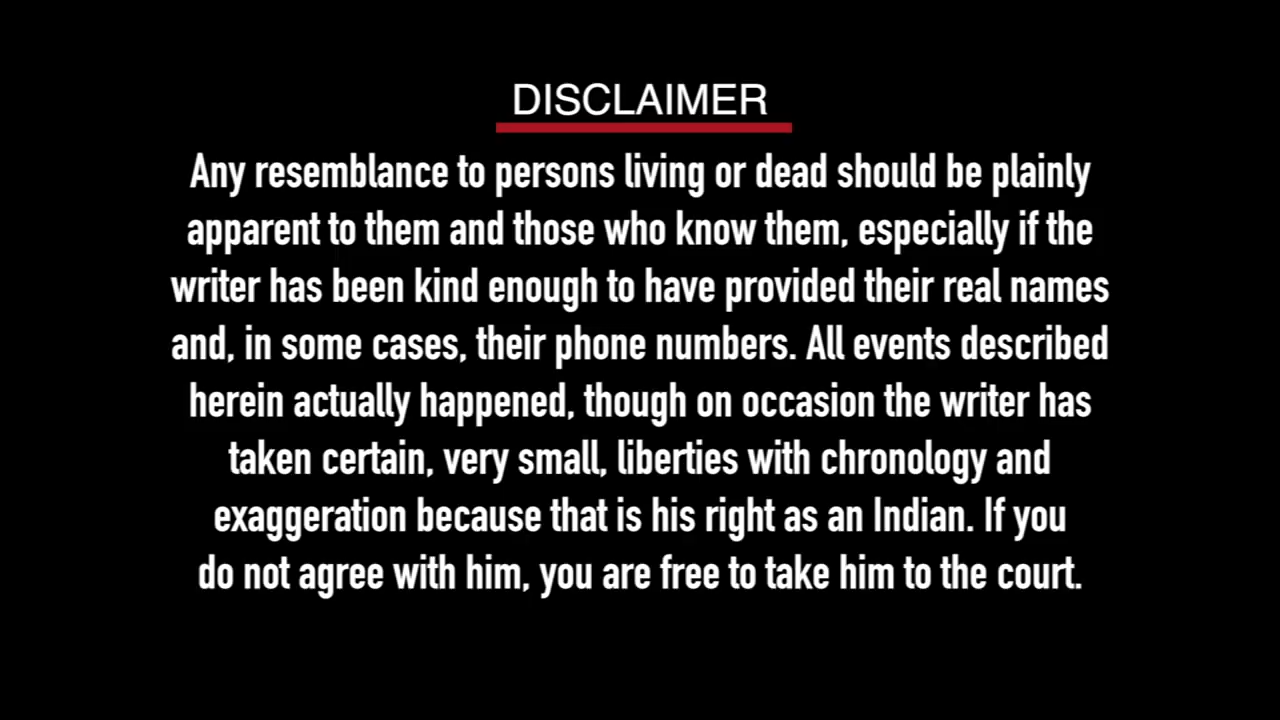 DISCLAIMER
Any resemblance to persons living or dead should be plainly
apparent to them and those who know them, especially if the
writer has been kind enough to have provided their real names
and, in some cases, their phone numbers. All events described
herein actually happened, though on occasion the writer has
taken certain, very small, liberties with chronology and
exaggeration because that is his right as an Indian. If you
do not agree with him, you are free to take him to the court.